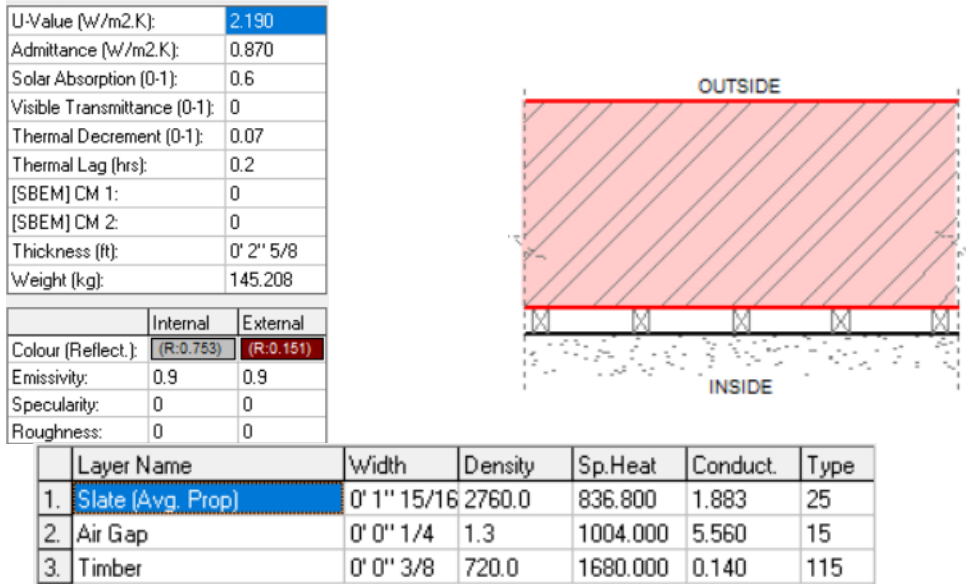 U-Value (W/m2.K): 2.190
Admittance (W/m2.K): 0.870
Solar Absorption (0-1): 0.6
Visible Transmittance (0-1): 0
Thermal Decrement (0-1): 0.07
Thermal Lag (hrs): 0.2
[SBEM] CM 1: 0
[SBEM] CM 2: 0
Thickness (ft): 0' 2" 5/8
Weight (kg): 145.208
Internal External
Colour (Reflect.): (R:0.753) (R:0.151)
Emissivity: 0.9 0.9
Specularity: 0 0
Roughness: 0 0
OUTSIDE
INSIDE
Layer Name Width Density Sp.Heat Conduct. Type
1. Slate (Avg. Prop) 0' 1" 15/16 2760.0 836.800 1.883 25
2. Air Gap 0' 0" 1/4 1.3 1004.000 5.560 15
3. Timber 0' 0" 3/8 720.0 1680.000 0.140 115